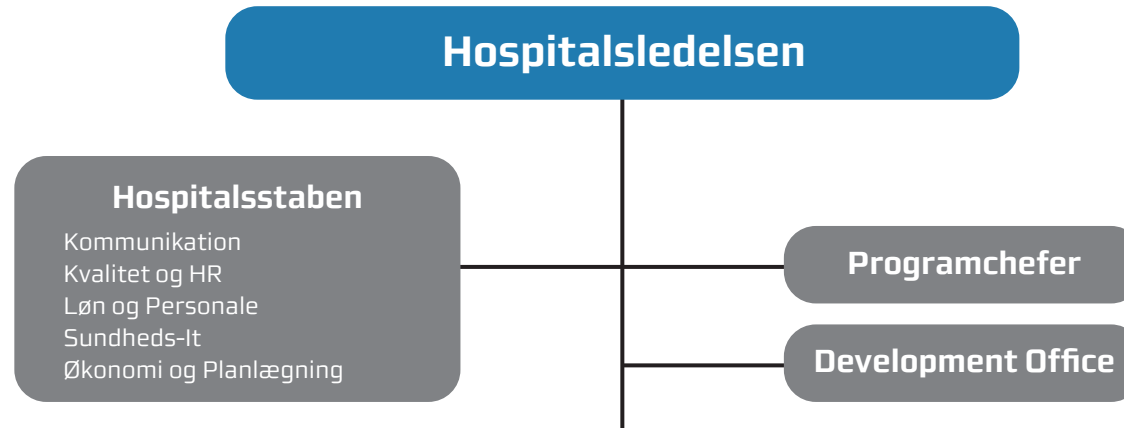 Hospitalsledelsen
Hospitalsstaben
Kommunikation
Kvalitet og HR
Løn og Personale
Sundheds-It
Økonomi og Planlægning
Programchefer
Development Office